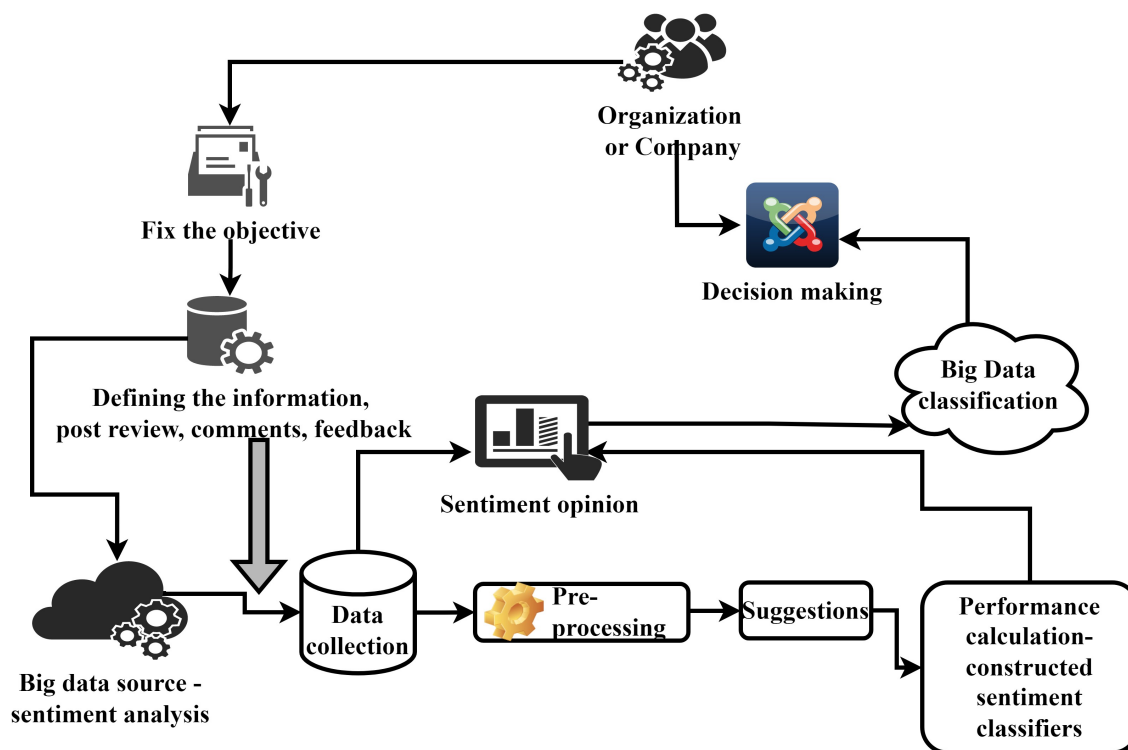 Organization
or Company
Fix the objective
Decision making
Defining the information,
post review, comments, feedback
Big Data
classification
Sentiment opinion
Big data source -
sentiment analysis
Data
collection
Pre-
processing
Suggestions
Performance
calculation-
constructed
sentiment
classifiers